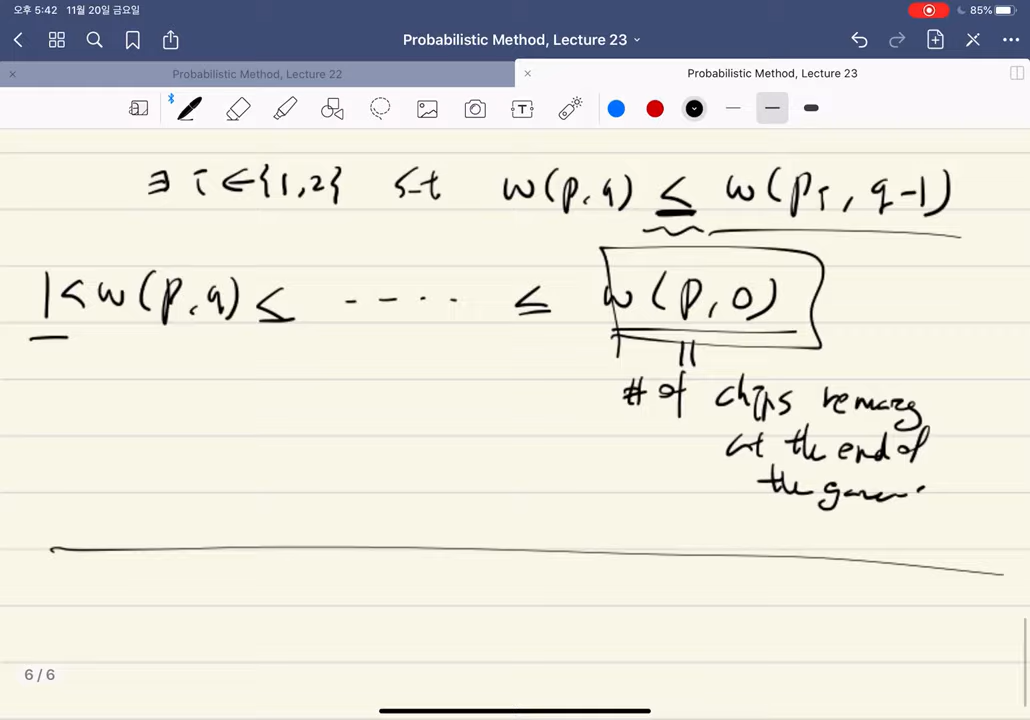 오후 5:42 11월 20일 금요일
85%
Probabilistic Method, Lecture 23
Probabilistic Method, Lecture 22
Probabilistic Method, Lecture 23
∃ i ∈ {1,2} s-t w(p,q) ≤ w(pi, q-1)
1 < w(p,q) ≤ ----.. ≤ w(p,0)
||
# of chips
at the end of
the game.
6 / 6